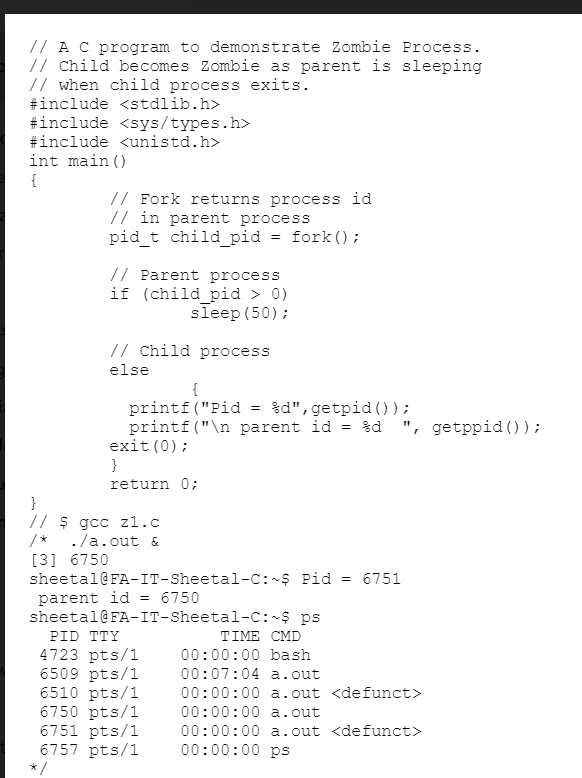 // A C program to demonstrate Zombie Process.
// Child becomes Zombie as parent is sleeping
// when child process exits.
#include <stdlib.h>
#include <sys/types.h>
#include <unistd.h>
int main()
{
        // Fork returns process id
        // in parent process
        pid_t child_pid = fork();

        // Parent process
        if (child_pid > 0)
                sleep(50);

        // Child process
        else
                {
          printf("Pid = %d",getpid());
          printf("\n parent id = %d  ", getppid());
        exit(0);
        }
        return 0;
}
// $ gcc z1.c
/*  ./a.out &
[3] 6750
sheetal@FA-IT-Sheetal-C:~$ Pid = 6751
 parent id = 6750
sheetal@FA-IT-Sheetal-C:~$ ps
  PID TTY          TIME CMD
 4723 pts/1    00:00:00 bash
 6509 pts/1    00:07:04 a.out
 6510 pts/1    00:00:00 a.out <defunct>
 6750 pts/1    00:00:00 a.out
 6751 pts/1    00:00:00 a.out <defunct>
 6757 pts/1    00:00:00 ps
*/